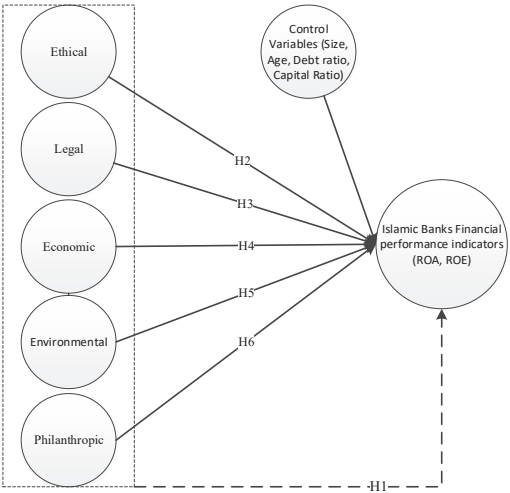 Ethical
Legal
Economic
Environmental
Philanthropic
Control
Variables (Size,
Age, Debt ratio,
Capital Ratio)
H2
H3
H4
H5
H6
Islamic Banks Financial
performance indicators
(ROA, ROE)
H1